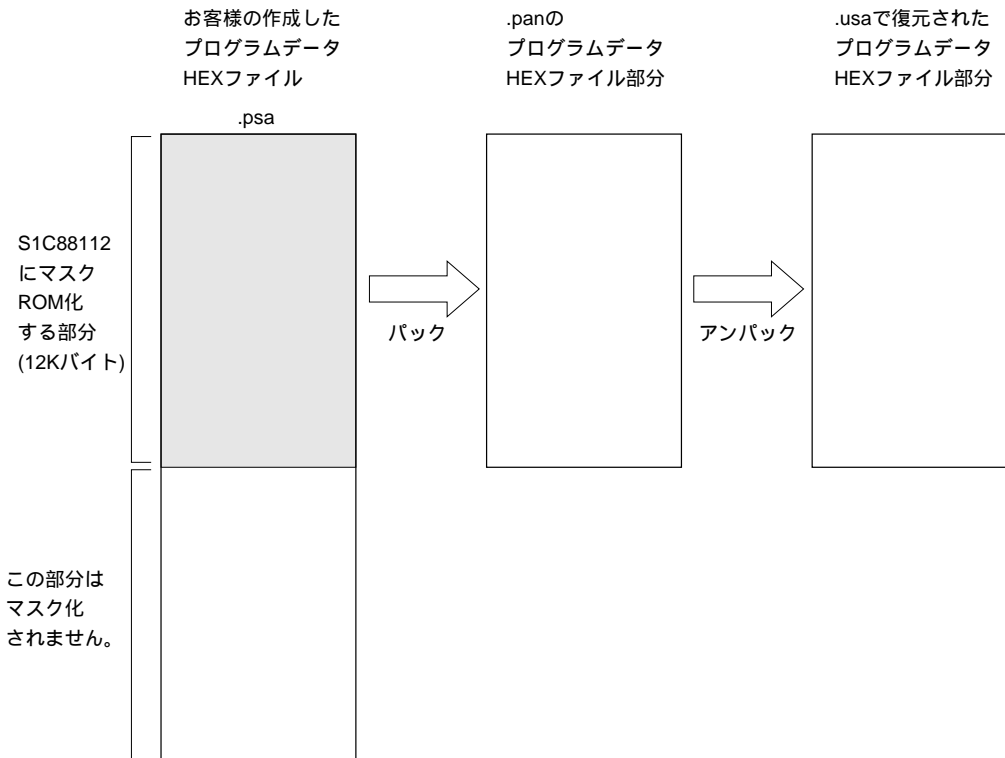 お客様の作成した
プログラムデータ
HEXファイル
.panの
プログラムデータ
HEXファイル部分
.usaで復元された
プログラムデータ
HEXファイル部分
.psa
S1C88112
にマスク
ROM化
する部分
(12Kバイト)
パック
アンパック
この部分は
マスク化
されません。